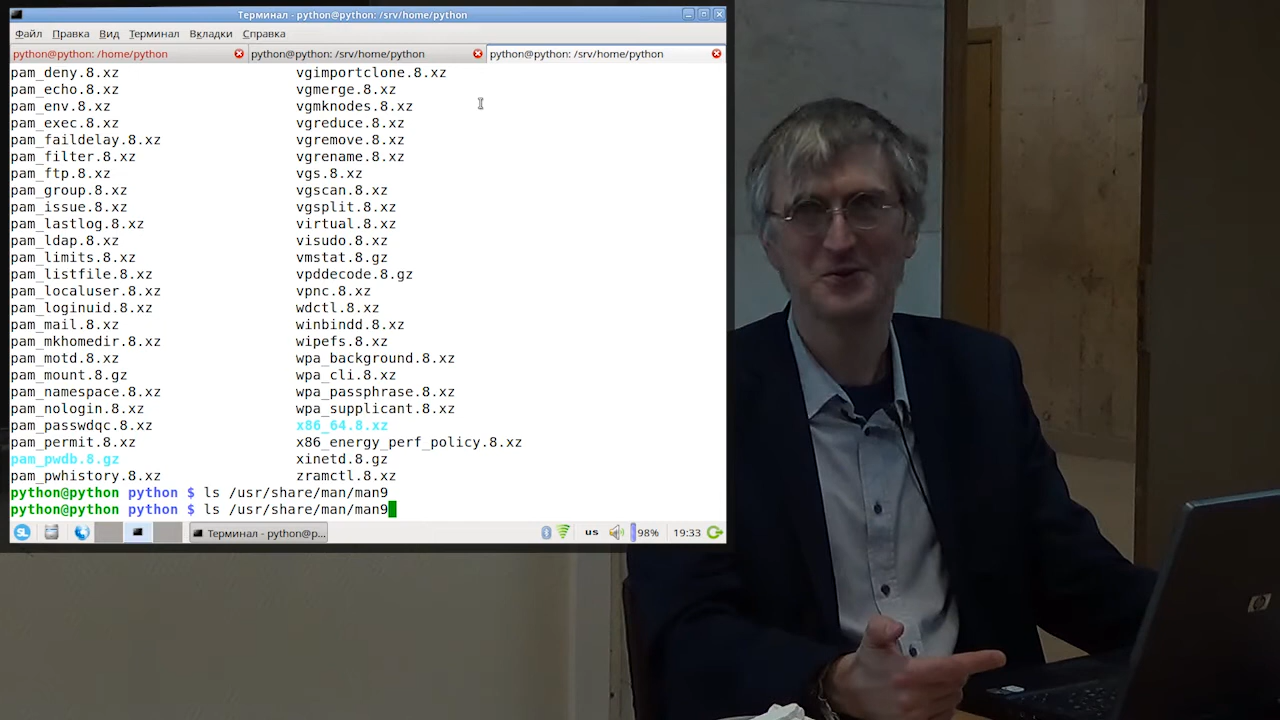 Терминал - python@python: /srv/home/python
Файл Правка Вид Терминал Вкладки Справка
python@python: /home/python python@python: /srv/home/python python@python: /srv/home/python
pam_deny.8.xz vgimportclone.8.xz
pam_echo.8.xz vgmerge.8.xz
pam_env.8.xz vgmknodes.8.xz
pam_exec.8.xz vgreduce.8.xz
pam_faildelay.8.xz vgremove.8.xz
pam_filter.8.xz vgrename.8.xz
pam_ftp.8.xz vgs.8.xz
pam_group.8.xz vgscan.8.xz
pam_issue.8.xz vgsplit.8.xz
pam_lastlog.8.xz virtual.8.xz
pam_ldap.8.xz visudo.8.xz
pam_limits.8.xz vmstat.8.gz
pam_listfile.8.xz vpddecode.8.gz
pam_localuser.8.xz vpnc.8.xz
pam_loginuid.8.xz wdctl.8.xz
pam_mail.8.xz winbindd.8.xz
pam_mkhomedir.8.xz wipefs.8.xz
pam_motd.8.xz wpa_background.8.xz
pam_mount.8.gz wpa_cli.8.xz
pam_namespace.8.xz wpa_passphrase.8.xz
pam_nologin.8.xz wpa_supplicant.8.xz
pam_passwdqc.8.xz x86_64.8.xz
pam_permit.8.xz x86_energy_perf_policy.8.xz
pam_pwdb.8.gz xinetd.8.gz
pam_pwhistory.8.xz zramctl.8.xz
python@python python $ ls /usr/share/man/man9
python@python python $ ls /usr/share/man/man9
SL Терминал - python@p... us 98% 19:33
hp